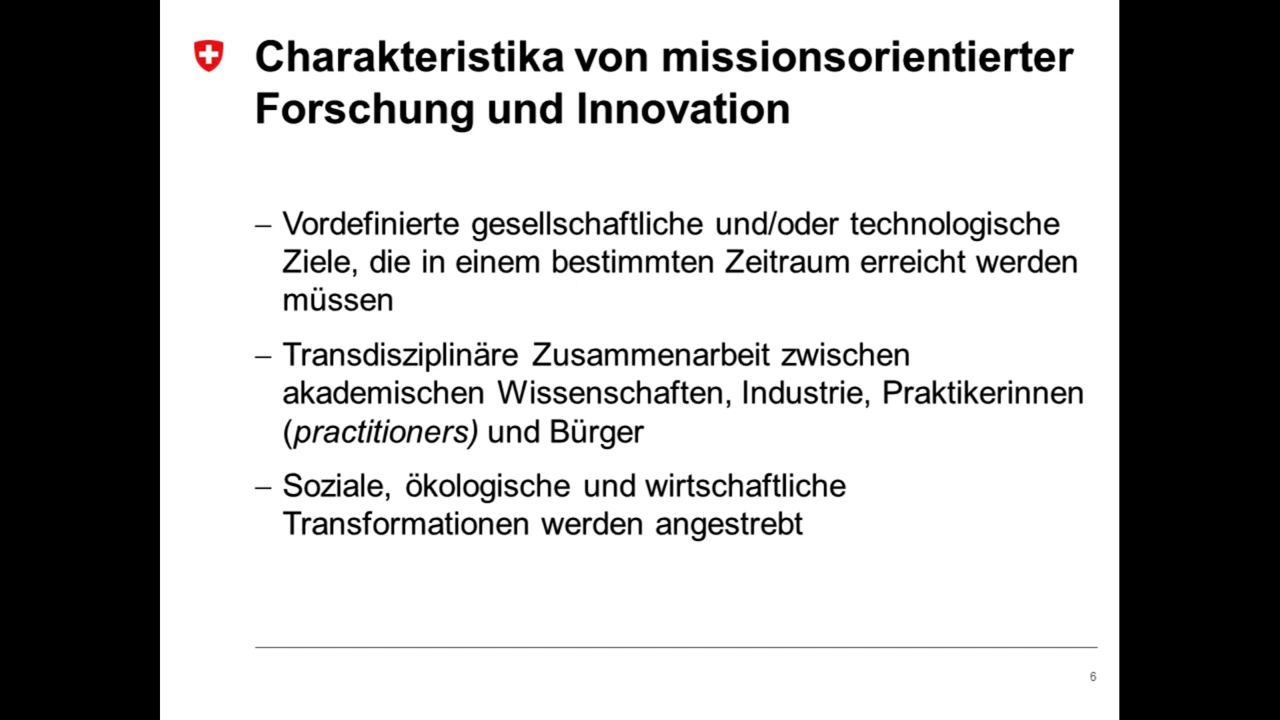 Charakteristika von missionsorientierter
Forschung und Innovation
– Vordefinierte gesellschaftliche und/oder technologische
Ziele, die in einem bestimmten Zeitraum erreicht werden
müssen
– Transdisziplinäre Zusammenarbeit zwischen
akademischen Wissenschaften, Industrie, Praktikerinnen
(practitioners) und Bürger
– Soziale, ökologische und wirtschaftliche
Transformationen werden angestrebt
6